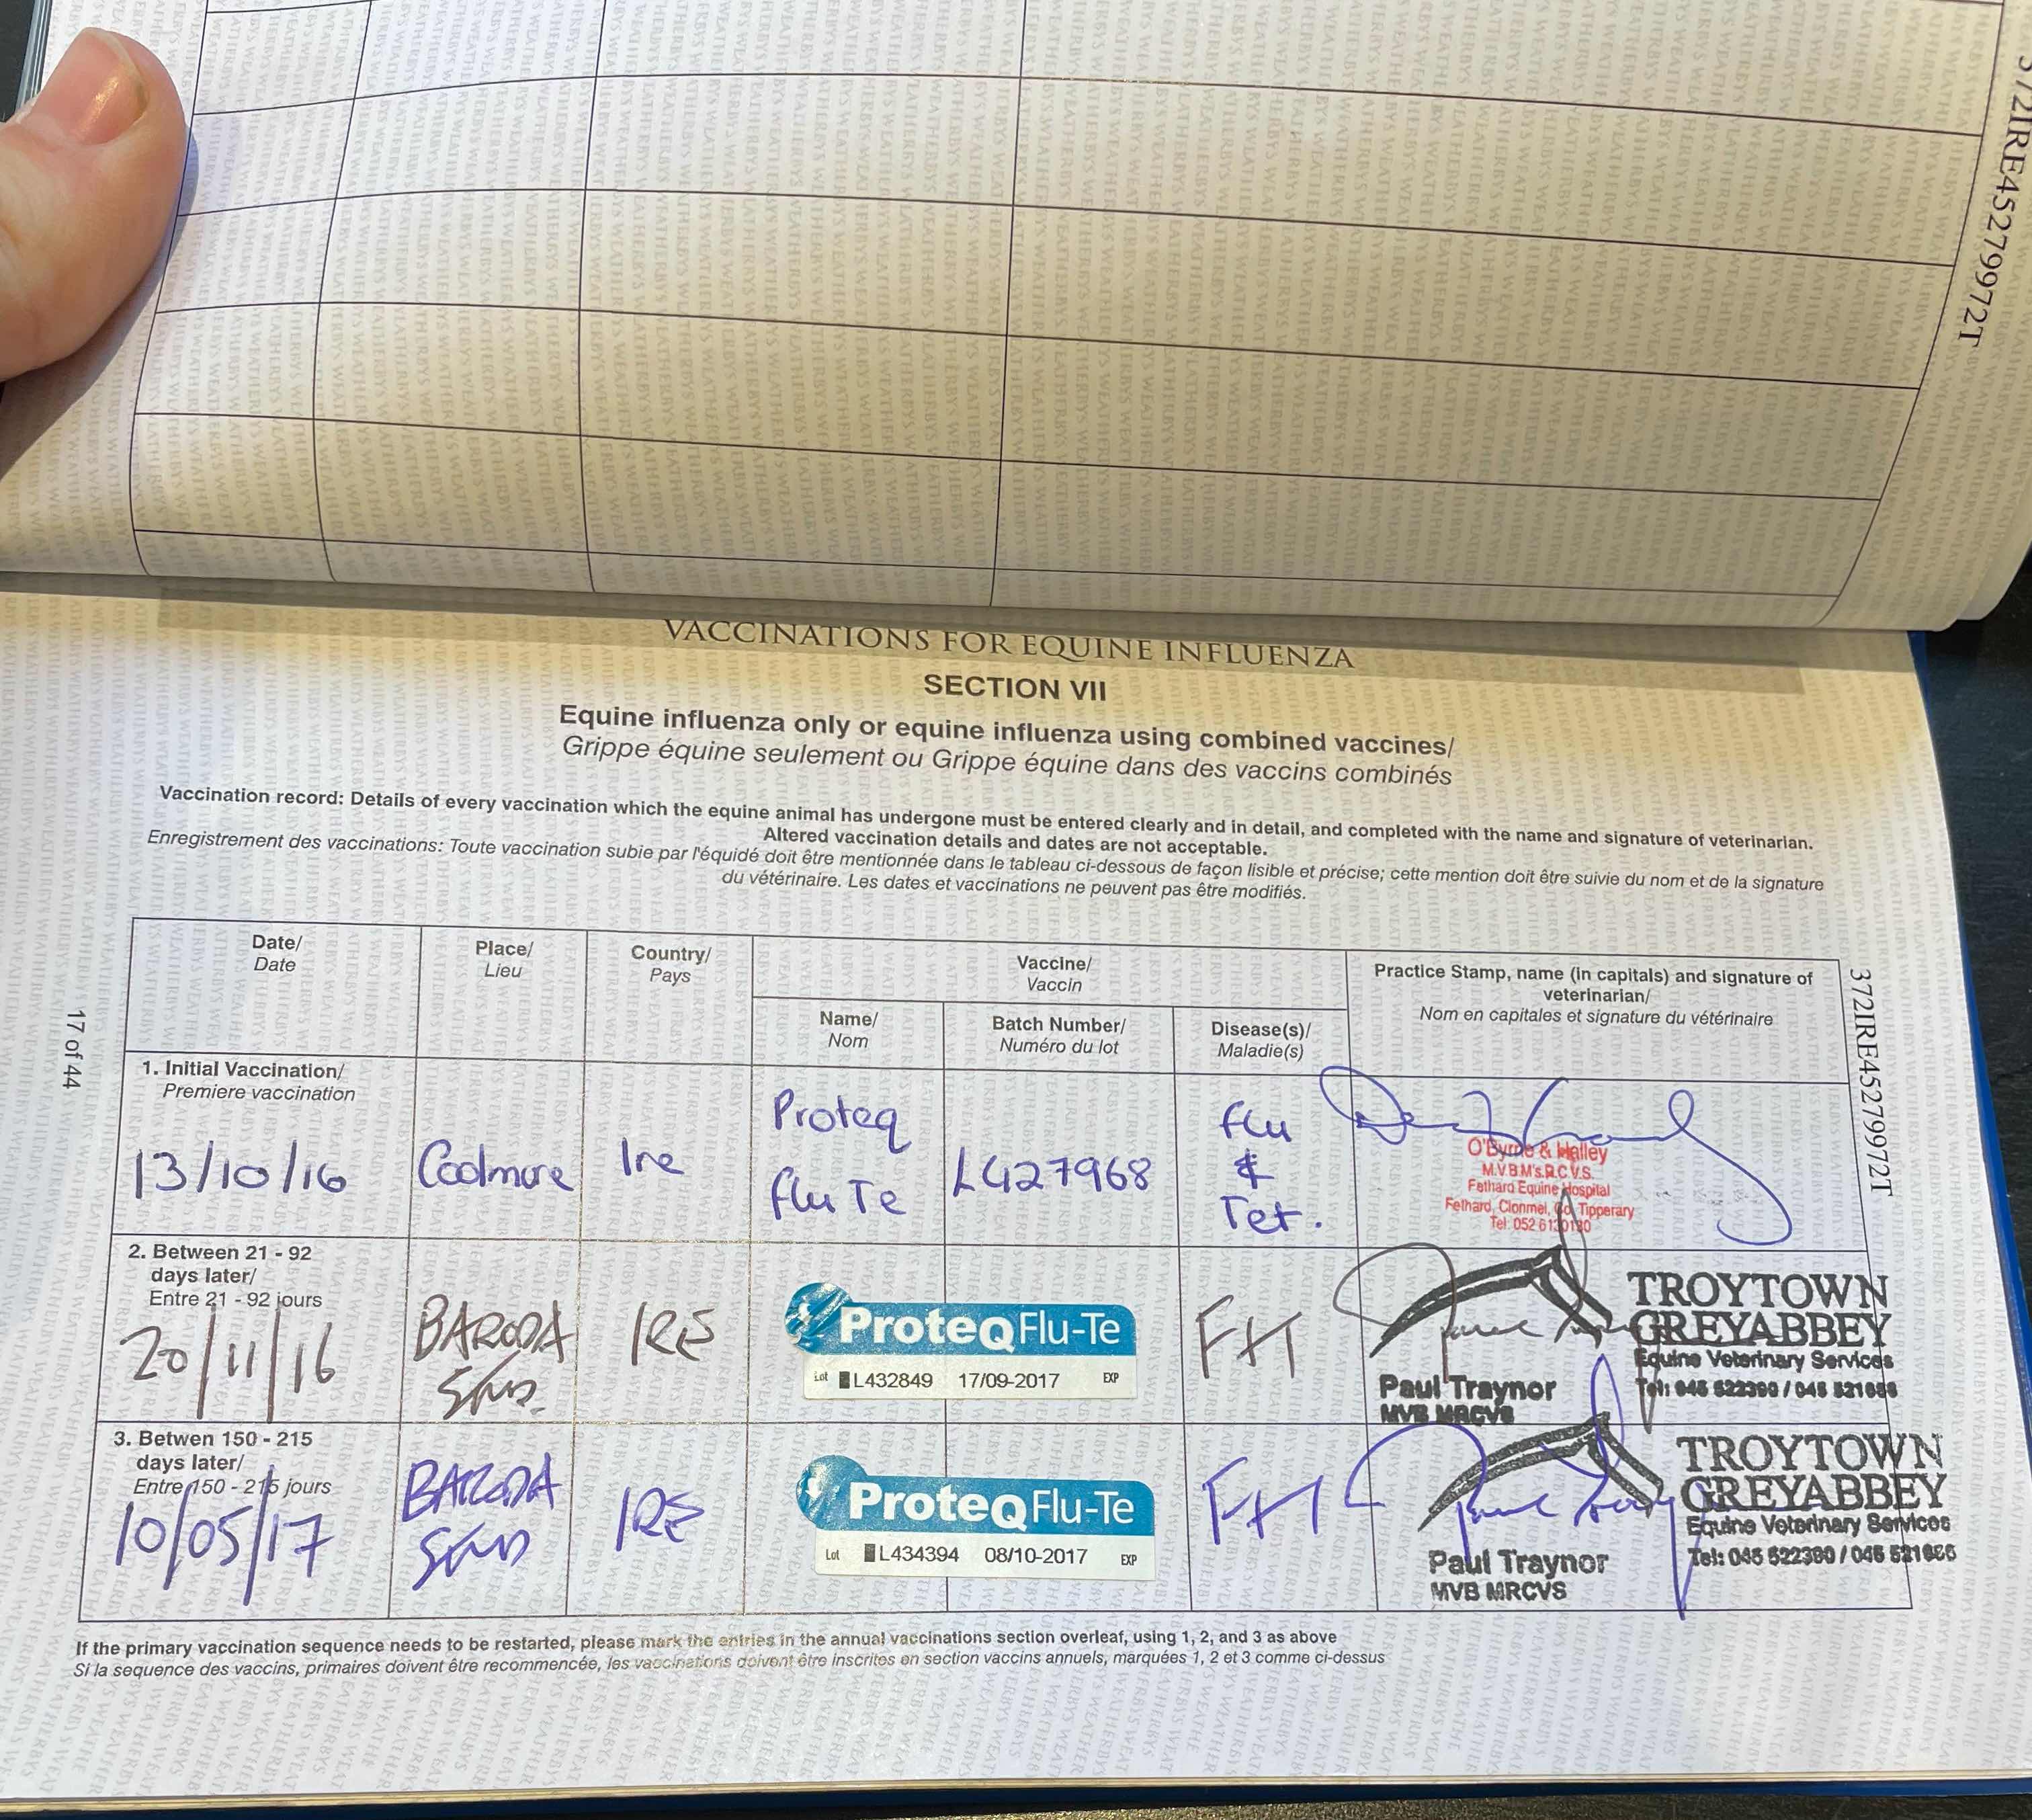 372IRE45279972T
VACCINATIONS FOR EQUINE INFLUENZA
SECTION VII
Equine influenza only or equine influenza using combined vaccines/
Grippe équine seulement ou Grippe équine dans des vaccins combinés
Vaccination record: Details of every vaccination which the equine animal has undergone must be entered clearly and in detail, and completed with the name and signature of veterinarian.
Altered vaccination details and dates are not acceptable.
Enregistrement des vaccinations: Toute vaccination subie par l'équidé doit être mentionnée dans le tableau ci-dessous de façon lisible et précise; cette mention doit être suivie du nom et de la signature
du vétérinaire. Les dates et vaccinations ne peuvent pas être modifiés.
Date/
Date
Place/
Lieu
Country/
Pays
Vaccine/
Vaccin
Practice Stamp, name (in capitals) and signature of
veterinarian/
Nom en capitales et signature du vétérinaire
Name/
Nom
Batch Number/
Numéro du lot
Disease(s)/
Maladie(s)
1. Initial Vaccination/
Premiere vaccination
13/10/16
Coolmore
Ire
Proteq
Flu Te
L427968
Flu
&
Tet.
O'Byrne & Halley
M.V.B.M's.R.C.V.S.
Fethard Equine Hospital
Fethard, Clonmel, Co. Tipperary
Tel: 052 6130180
2. Between 21 - 92
days later/
Entre 21 - 92 jours
20/11/16
BARODA
STUD
IRE
ProteqFlu-Te
Lot L432849 17/09-2017 EXP
F+T
TROYTOWN
GREYABBEY
Equine Veterinary Services
Paul Traynor
MVB MRCVS
3. Betwen 150 - 215
days later/
Entre 150 - 215 jours
10/05/17
BARODA
STUD
IRE
ProteqFlu-Te
Lot L434394 08/10-2017 EXP
F+T
TROYTOWN
GREYABBEY
Equine Veterinary Services
Paul Traynor
MVB MRCVS
If the primary vaccination sequence needs to be restarted, please mark the entries in the annual vaccinations section overleaf, using 1, 2, and 3 as above
Si la sequence des vaccins, primaires doivent être recommencée, les vaccinations doivent être inscrites en section vaccins annuels, marquées 1, 2 et 3 comme ci-dessus
17 of 44
372IRE45279972T